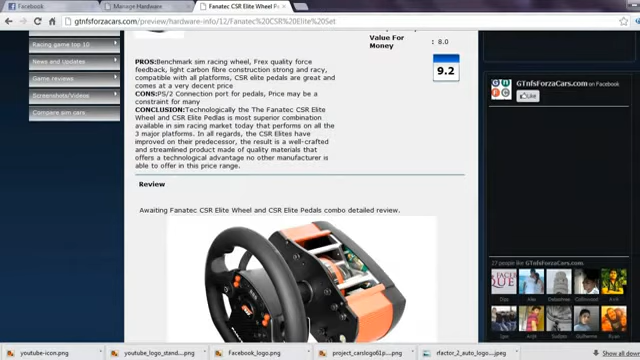 Facebook
Manage Hardware
Fanatec CSR Elite Wheel and
gtnfsforzacars.com/preview/hardware-info/12/Fanatec%20CSR%20Elite%20Set
Racing game top 10
News and Updates
Game reviews
Screenshots/Videos
Compare sim cars
Value For
Money : 8.0
9.2
PROS:Benchmark sim racing wheel, Frex quality force
feedback, light carbon fibre construction strong and racy,
compatible with all platforms, CSR elite pedals are great and
comes at a very decent price
CONS:PS/2 Connection port for pedals, Price may be a
constraint for many
CONCLUSION:Technologically the The Fanatec CSR Elite
Wheel and CSR Elite Pedlas is most superior combination
available in sim racing market today that performs on all the
3 major platforms. In all regards, the CSR Elites have
improved on their predecessor, the result is a well-crafted
and streamlined product made of quality materials that
offers a technological advantage no other manufacturer is
able to offer in this price range.
Review
Awaiting Fanatec CSR Elite Wheel and CSR Elite Pedals combo detailed review.
GTnfsForzaCars.com on Facebook
Like
27 people like GTnfsForzaCars.com
youtube-icon.png
youtube_logo_stand....png
Facebook_logo.png
project_carslogo61p....png
rfactor_2_auto_logo....jpeg
Show all dow